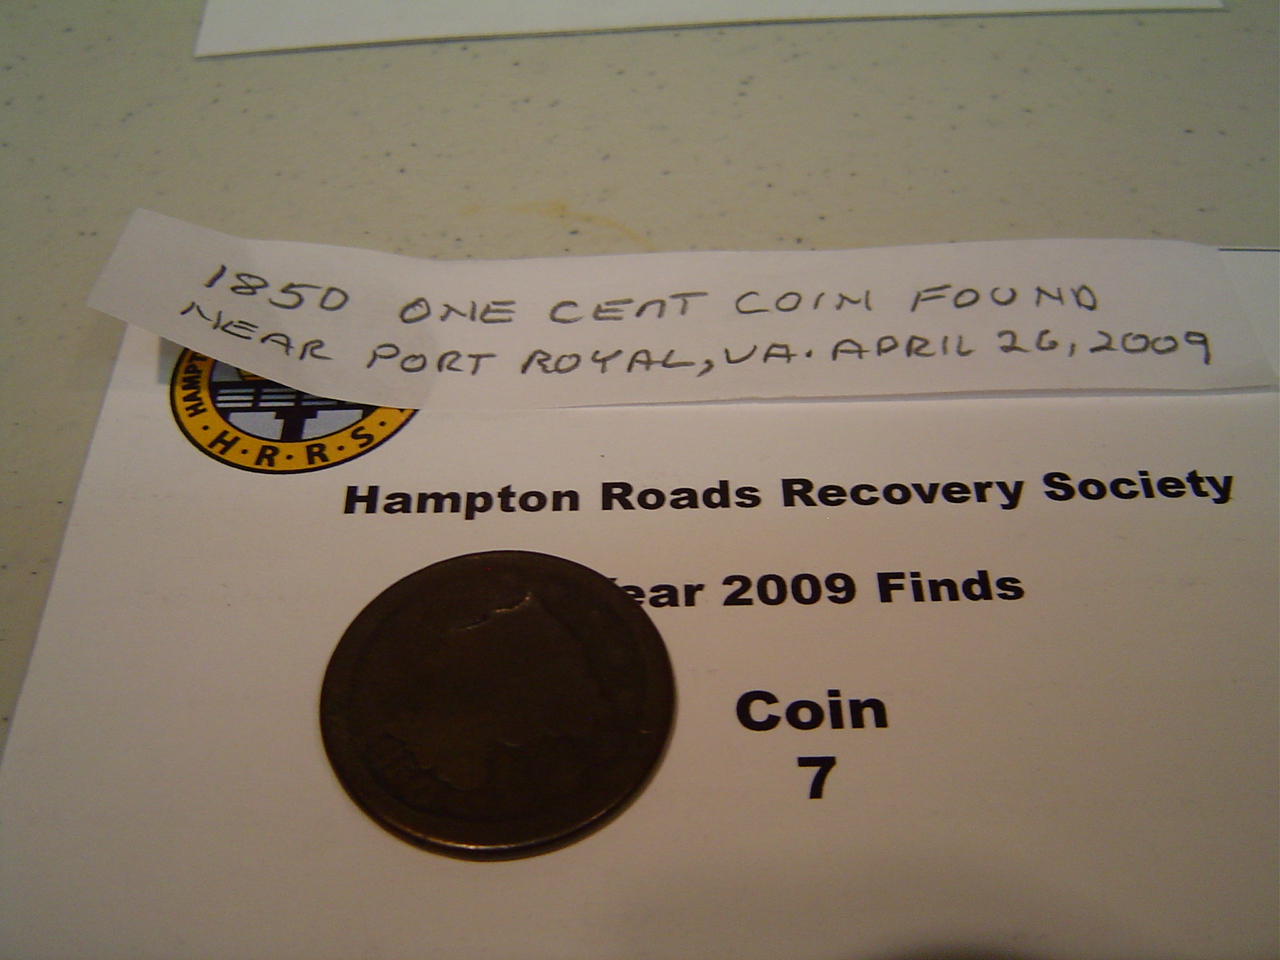 1850 ONE CENT COIN FOUND
NEAR PORT ROYAL, VA. APRIL 26, 2009
HAMPT
H·R·R·S·
Hampton Roads Recovery Society
ear 2009 Finds
Coin
7